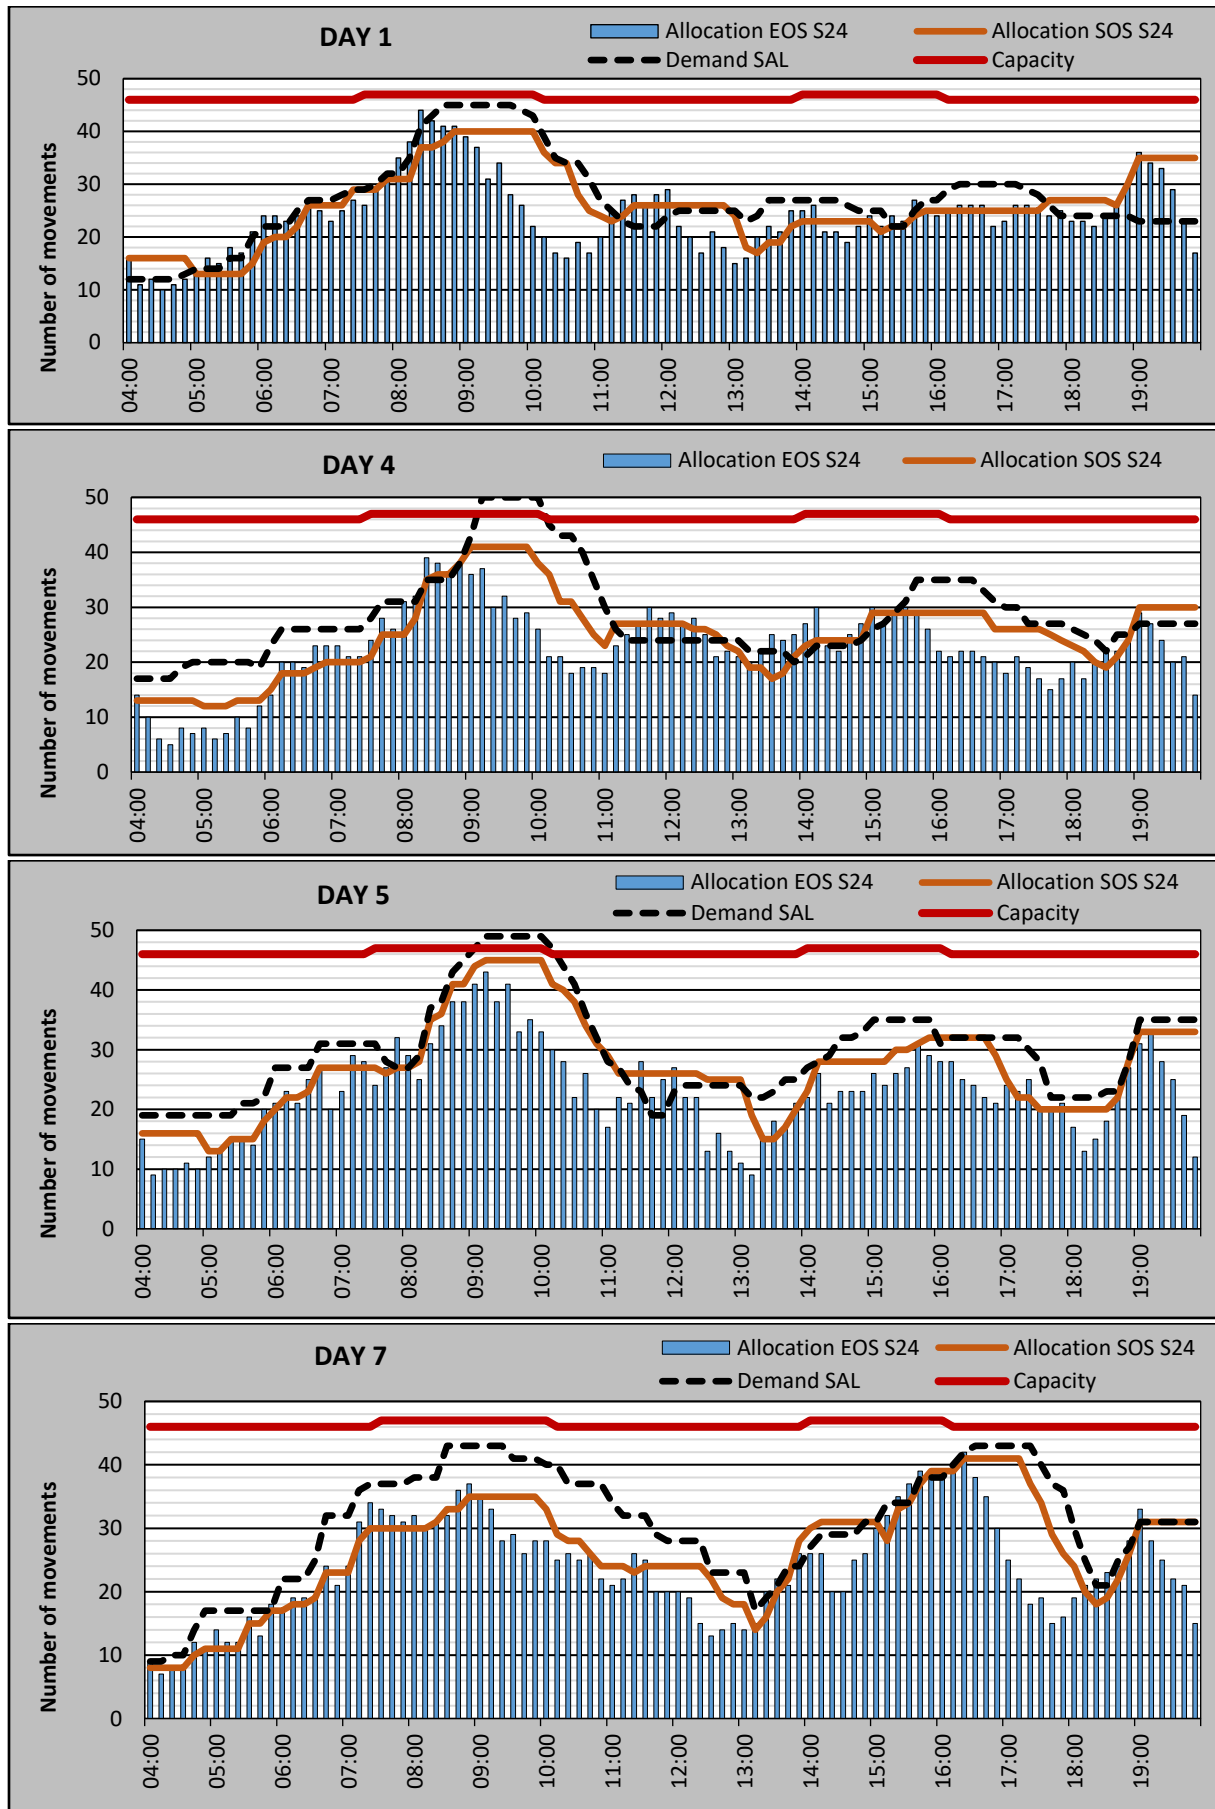 DAY 1
Allocation EOS S24 Allocation SOS S24
Demand SAL Capacity
Number of movements
50
40
30
20
10
0
04:00 05:00 06:00 07:00 08:00 09:00 10:00 11:00 12:00 13:00 14:00 15:00 16:00 17:00 18:00 19:00
DAY 4
Allocation EOS S24 Allocation SOS S24
Number of movements
50
40
30
20
10
0
04:00 05:00 06:00 07:00 08:00 09:00 10:00 11:00 12:00 13:00 14:00 15:00 16:00 17:00 18:00 19:00
DAY 5
Allocation EOS S24 Allocation SOS S24
Demand SAL Capacity
Number of movements
50
40
30
20
10
0
04:00 05:00 06:00 07:00 08:00 09:00 10:00 11:00 12:00 13:00 14:00 15:00 16:00 17:00 18:00 19:00
DAY 7
Allocation EOS S24 Allocation SOS S24
Demand SAL Capacity
Number of movements
50
40
30
20
10
0
04:00 05:00 06:00 07:00 08:00 09:00 10:00 11:00 12:00 13:00 14:00 15:00 16:00 17:00 18:00 19:00